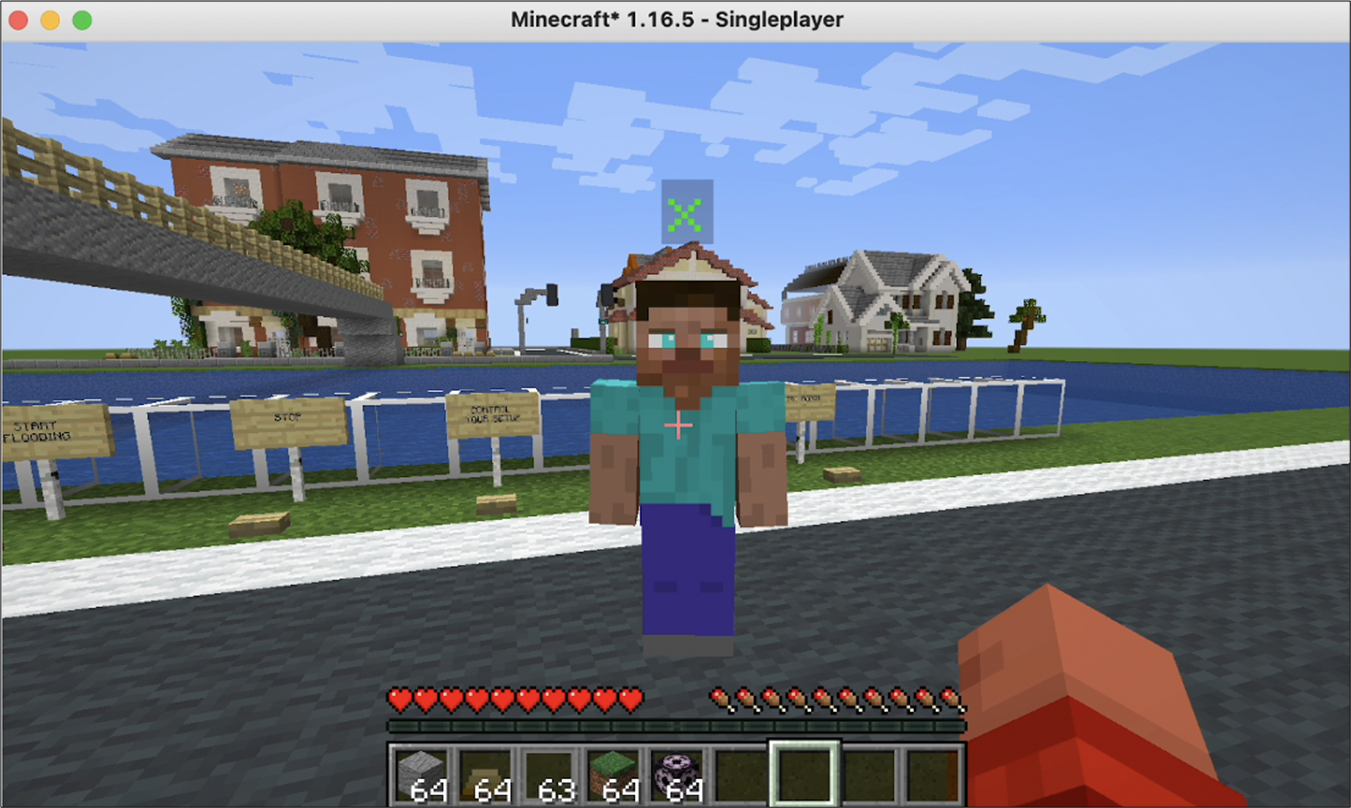 Minecraft* 1.16.5 - Singleplayer
START
FLOODING
STOP
CONTROL
YOUR SETUP
64
64
63
64
64